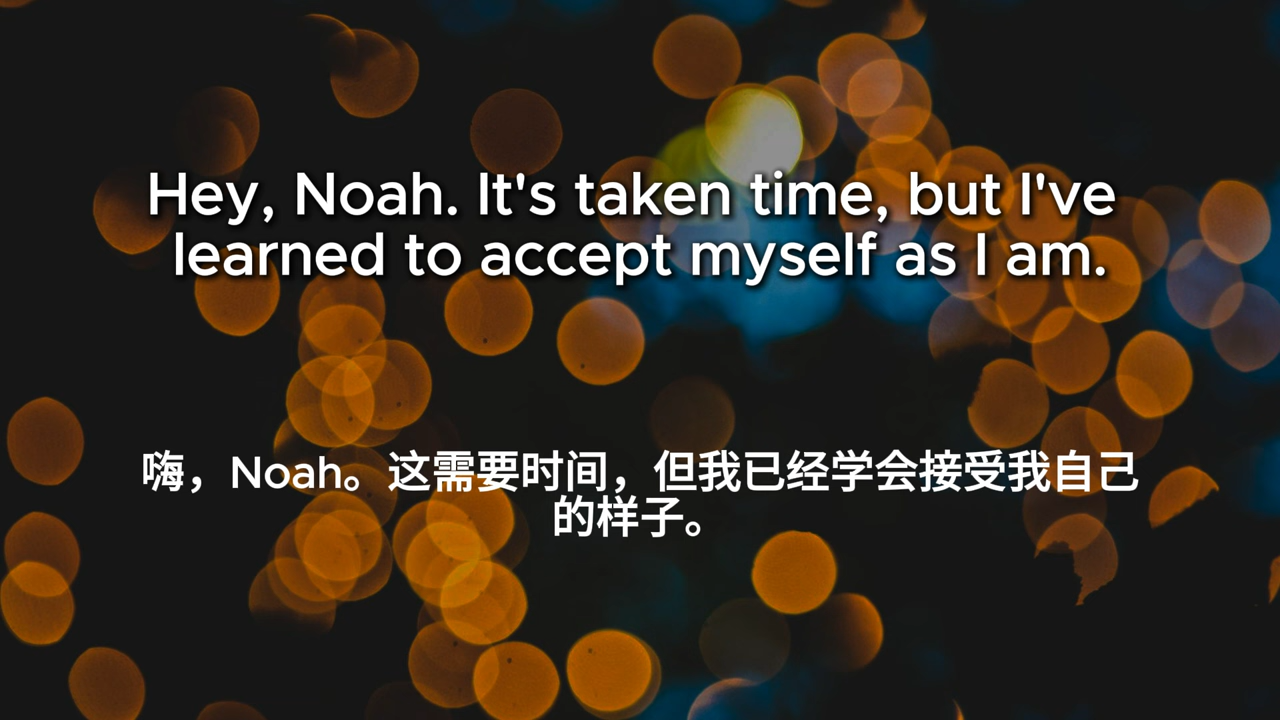 Hey, Noah. It's taken time, but I've
learned to accept myself as I am.
嗨，Noah。这需要时间，但我已经学会接受我自己
的样子。